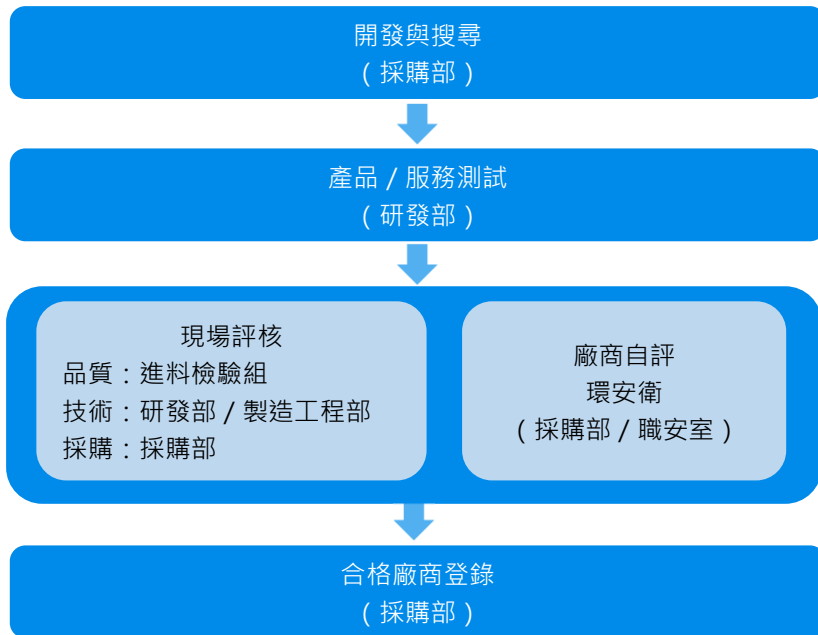 開發與搜尋
（採購部）
產品／服務測試
（研發部）
現場評核
品質：進料檢驗組
技術：研發部／製造工程部
採購：採購部
廠商自評
環安衛
（採購部／職安室）
合格廠商登錄
（採購部）